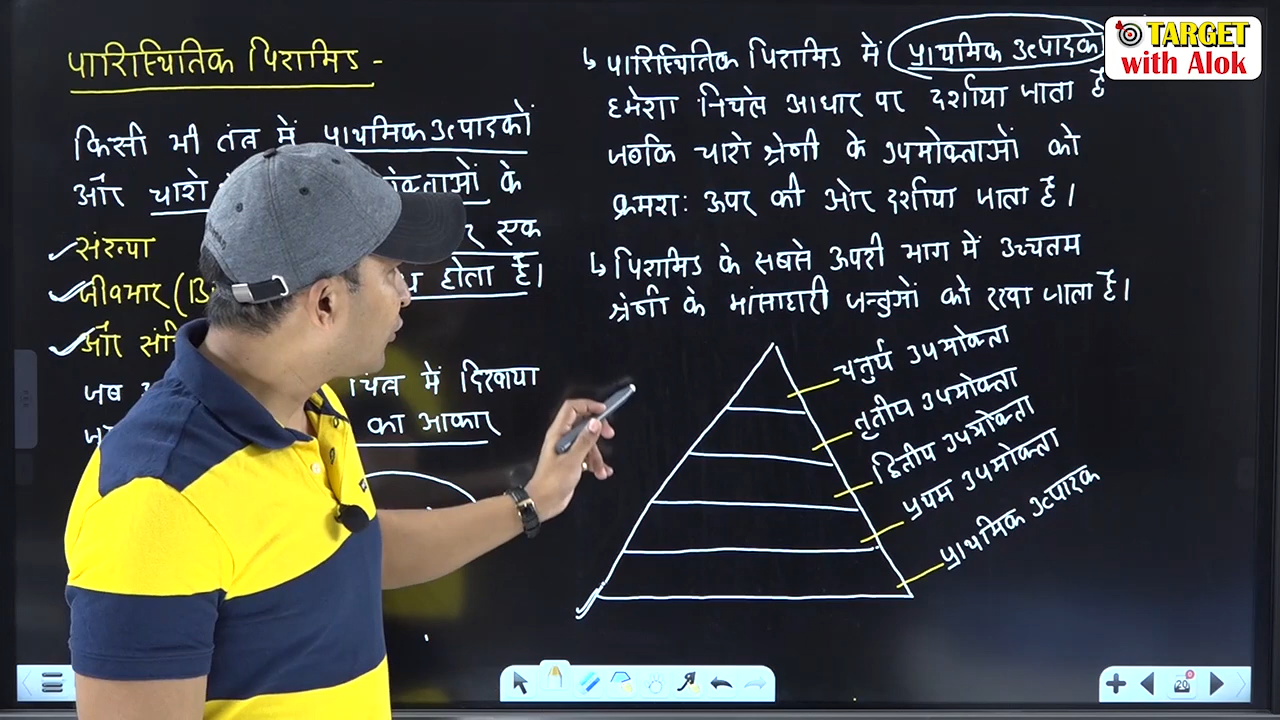 पारिस्थितिक पिरामिड -
किसी भी तंत्र में प्राथमिक उत्पादकों
और चारो के
एक
संख्या
होता है।
जीवभार (
और
जब में दिखाया
का आकार
↳ पारिस्थितिक पिरामिड में प्राथमिक उत्पादको
हमेशा निचले आधार पर दर्शाया जाता है
जबकि चारो श्रेणी के उपभोक्ताओं को
क्रमश: ऊपर की ओर दर्शाया जाता है।
↳ पिरामिड के सबसे ऊपरी भाग में उच्चतम
श्रेणी के मांसाहारी जन्तुओं को रखा जाता है।
चतुर्थ उपभोक्ता
तृतीय उपभोक्ता
द्वितीय उपभोक्ता
प्रथम उपभोक्ता
प्राथमिक उत्पादक
TARGET
with Alok
20